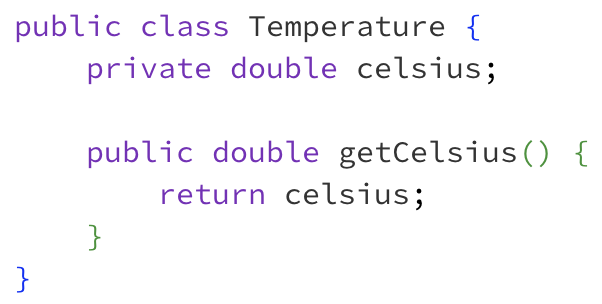 public class Temperature {
    private double celsius;

    public double getCelsius() {
        return celsius;
    }
}